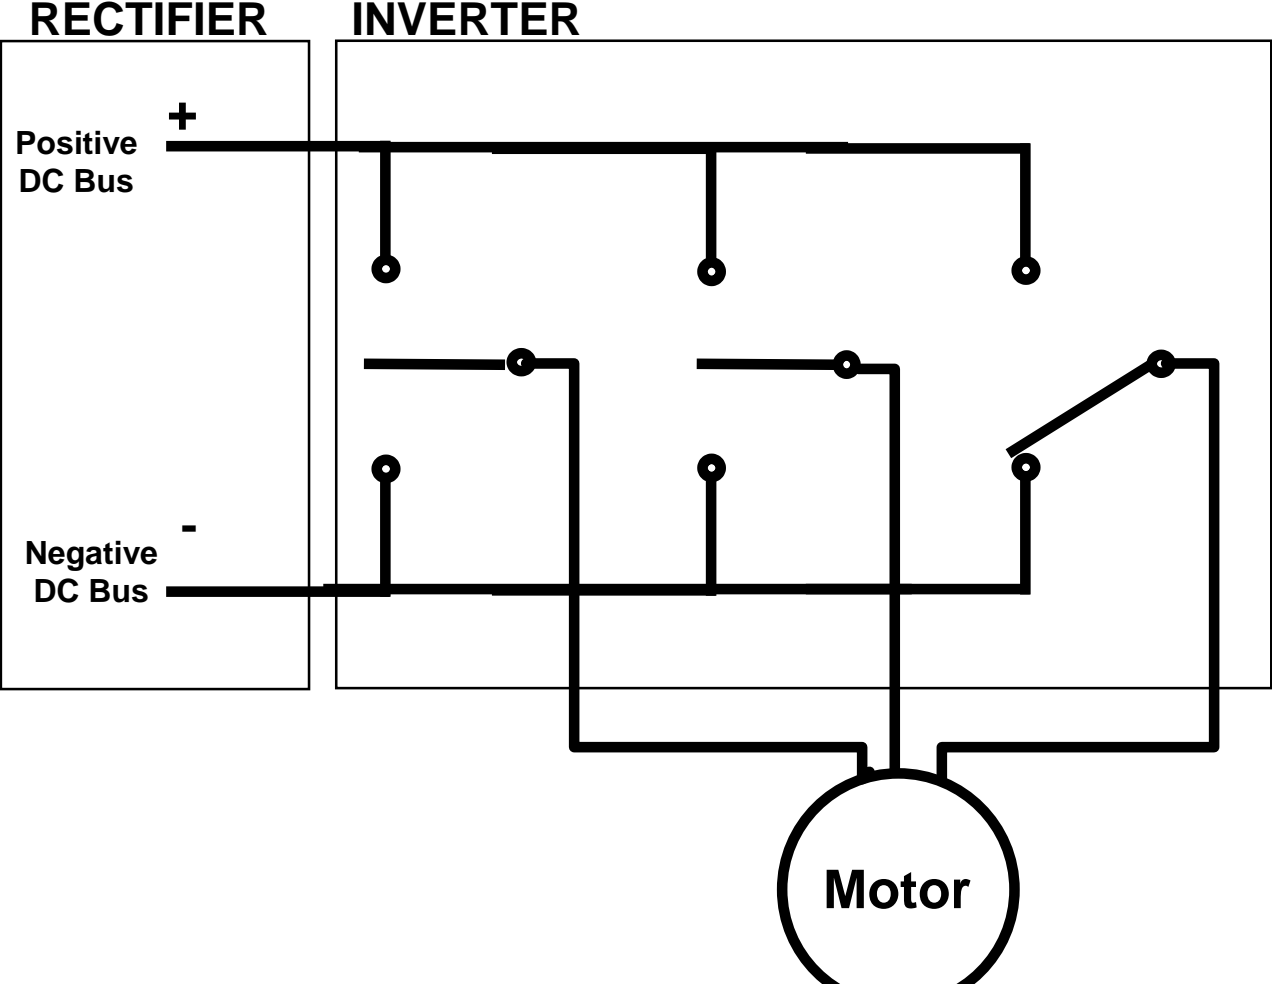 RECTIFIER
INVERTER
+
Positive
DC Bus
-
Negative
DC Bus
Motor